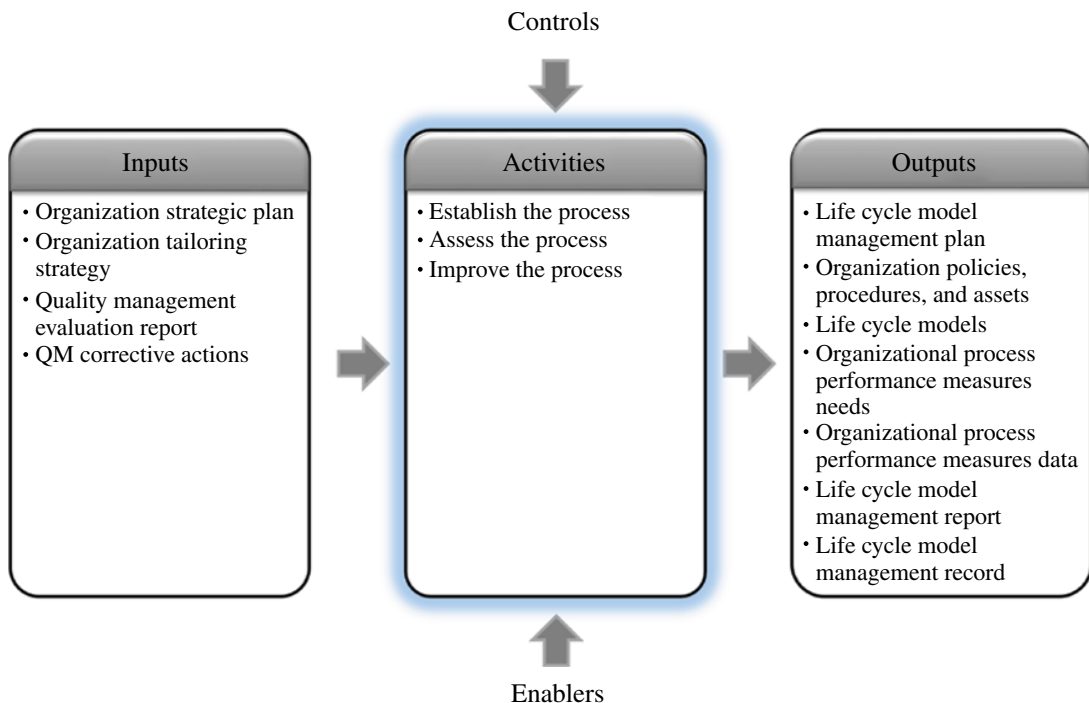 Controls
Inputs
• Organization strategic plan
• Organization tailoring
strategy
• Quality management
evaluation report
• QM corrective actions
Activities
• Establish the process
• Assess the process
• Improve the process
Outputs
• Life cycle model
management plan
• Organization policies,
procedures, and assets
• Life cycle models
• Organizational process
performance measures
needs
• Organizational process
performance measures data
• Life cycle model
management report
• Life cycle model
management record
Enablers